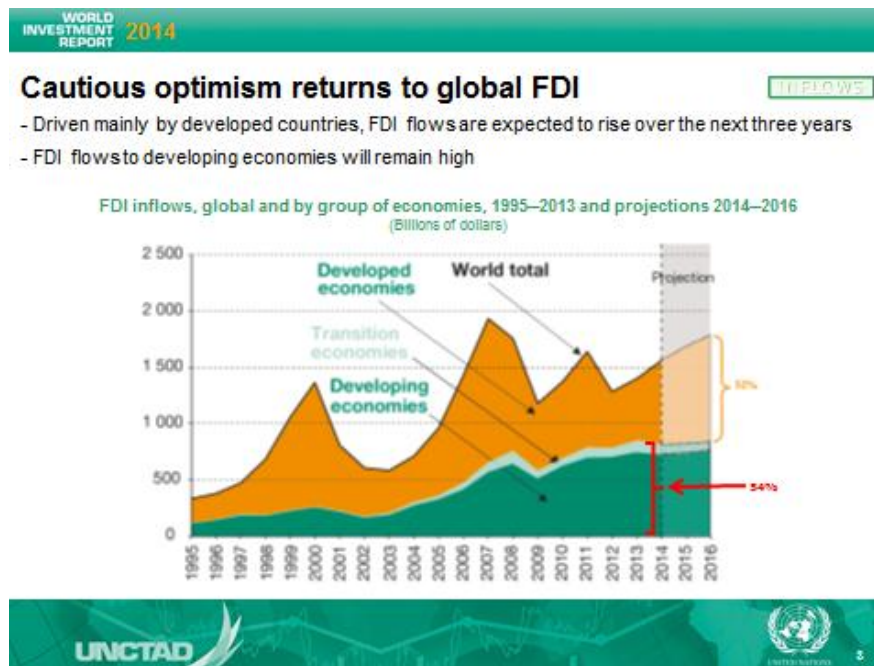 WORLD
INVESTMENT 2014
REPORT
Cautious optimism returns to global FDI
INFLOWS
- Driven mainly by developed countries, FDI flows are expected to rise over the next three years
- FDI flows to developing economies will remain high
FDI inflows, global and by group of economies, 1995–2013 and projections 2014–2016
(Billions of dollars)
2 500
2 000
1 500
1 000
500
0
Developed
economies
World total
Projection
Transition
economies
Developing
economies
54%
1995 1996 1997 1998 1999 2000 2001 2002 2003 2004 2005 2006 2007 2008 2009 2010 2011 2012 2013 2014 2015 2016
UNCTAD
UNITED NATIONS